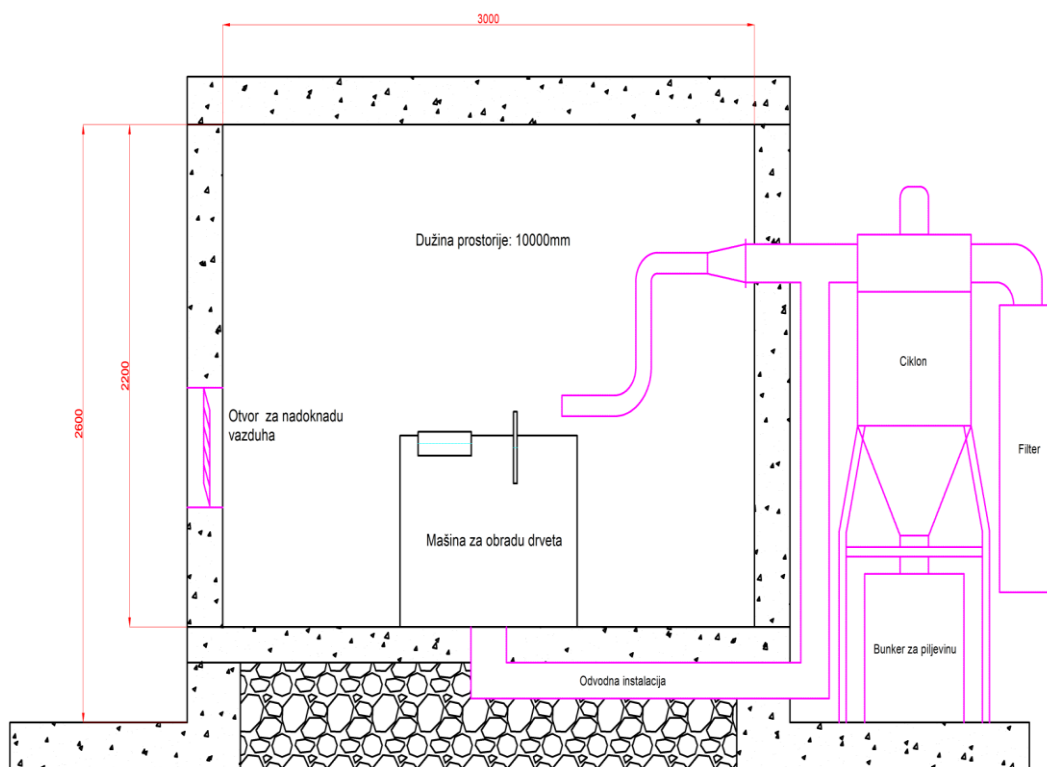 3000
Dužina prostorije: 10000mm
2200
2600
Otvor za nadoknadu
vazduha
Ciklon
Filter
Mašina za obradu drveta
Bunker za piljevinu
Odvodna instalacija